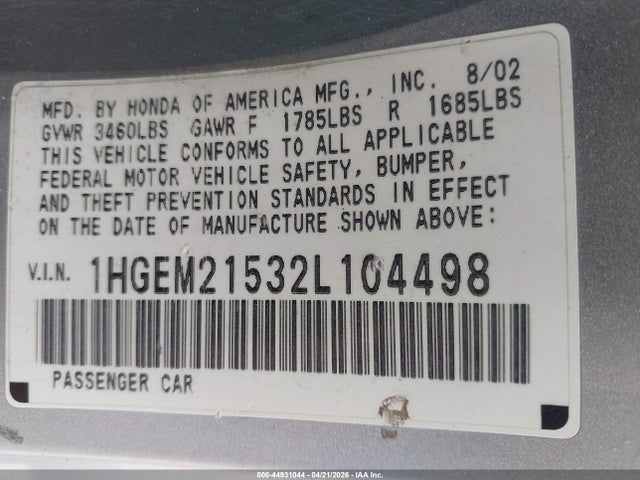 MFD. BY HONDA OF AMERICA MFG., INC. 8/02
GVWR 3460LBS GAWR F 1785LBS R 1685LBS
THIS VEHICLE CONFORMS TO ALL APPLICABLE
FEDERAL MOTOR VEHICLE SAFETY, BUMPER,
AND THEFT PREVENTION STANDARDS IN EFFECT
ON THE DATE OF MANUFACTURE SHOWN ABOVE:
V.I.N. 1HGEM21532L104498
PASSENGER CAR
000-44931044 | 04/21/2026 | IAA Inc.